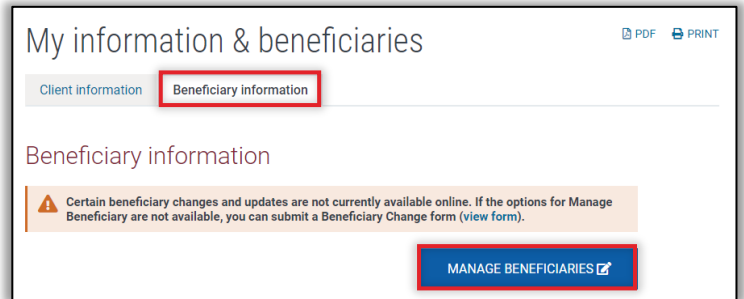 My information & beneficiaries
PDF PRINT
Client information Beneficiary information
Beneficiary information
Certain beneficiary changes and updates are not currently available online. If the options for Manage
Beneficiary are not available, you can submit a Beneficiary Change form (view form).
MANAGE BENEFICIARIES